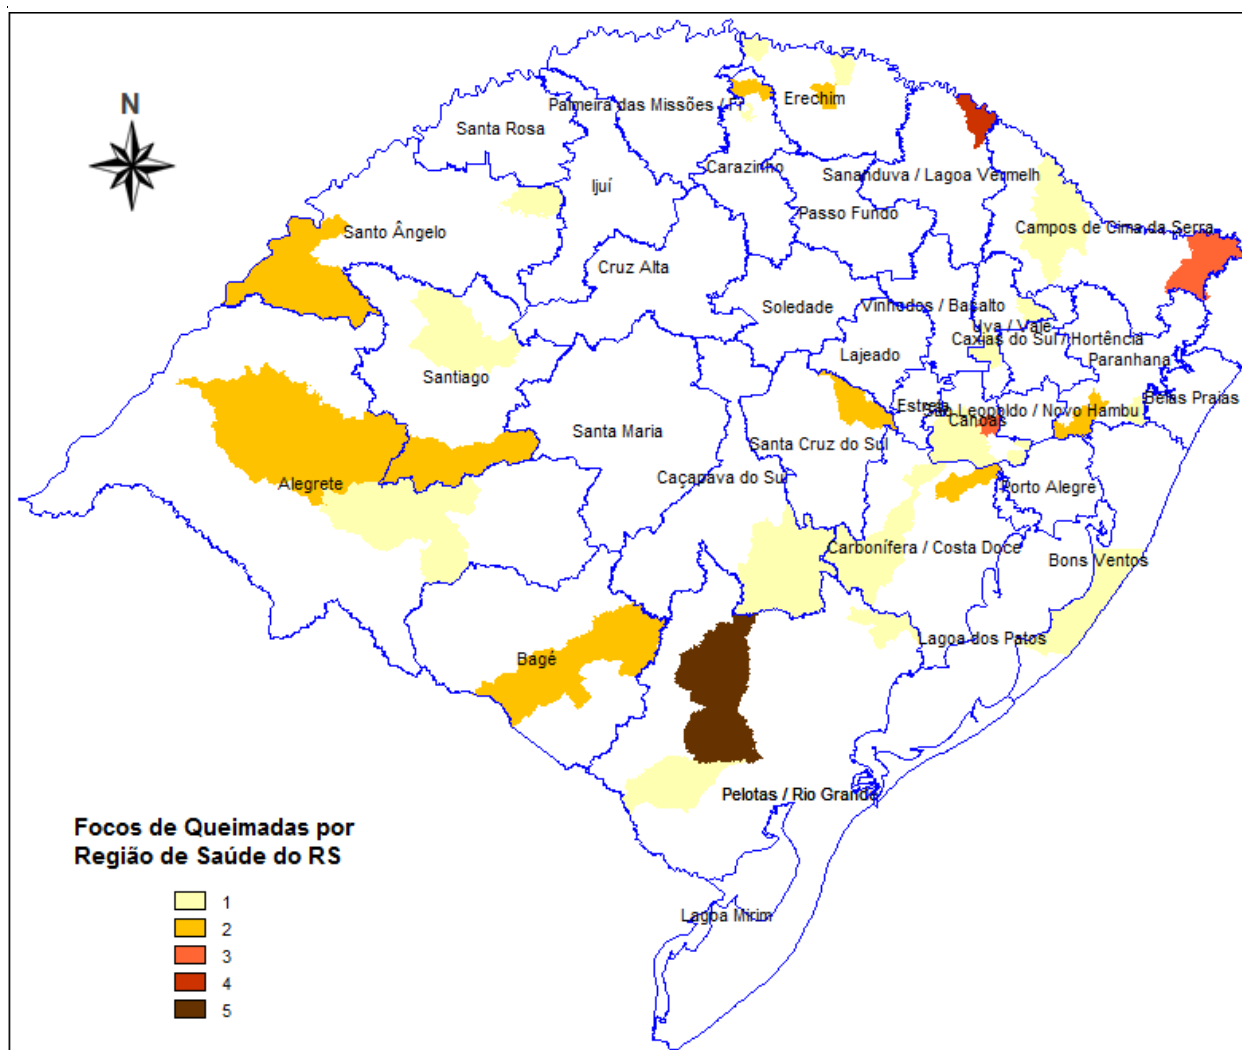 N
Palmeira das Missões / Fr
Erechim
Santa Rosa
Carazinho
Sananduva / Lagoa Vermelh
Ijuí
Passo Fundo
Campos de Cima da Serra
Santo Ângelo
Cruz Alta
Soledade
Vinhedos / Basalto
Uva / Vale
Caxias do Sul / Hortência
Lajeado
Paranhana
Santiago
Estrela
Belas Praias
São Leopoldo / Novo Hambu
Canoas
Santa Maria
Santa Cruz do Sul
Caçapava do Sul
Alegrete
Porto Alegre
Carbonífera / Costa Doce
Bons Ventos
Lagoa dos Patos
Bagé
Pelotas / Rio Grande
Focos de Queimadas por
Região de Saúde do RS
1
2
3
4
5
Lagoa Mirim